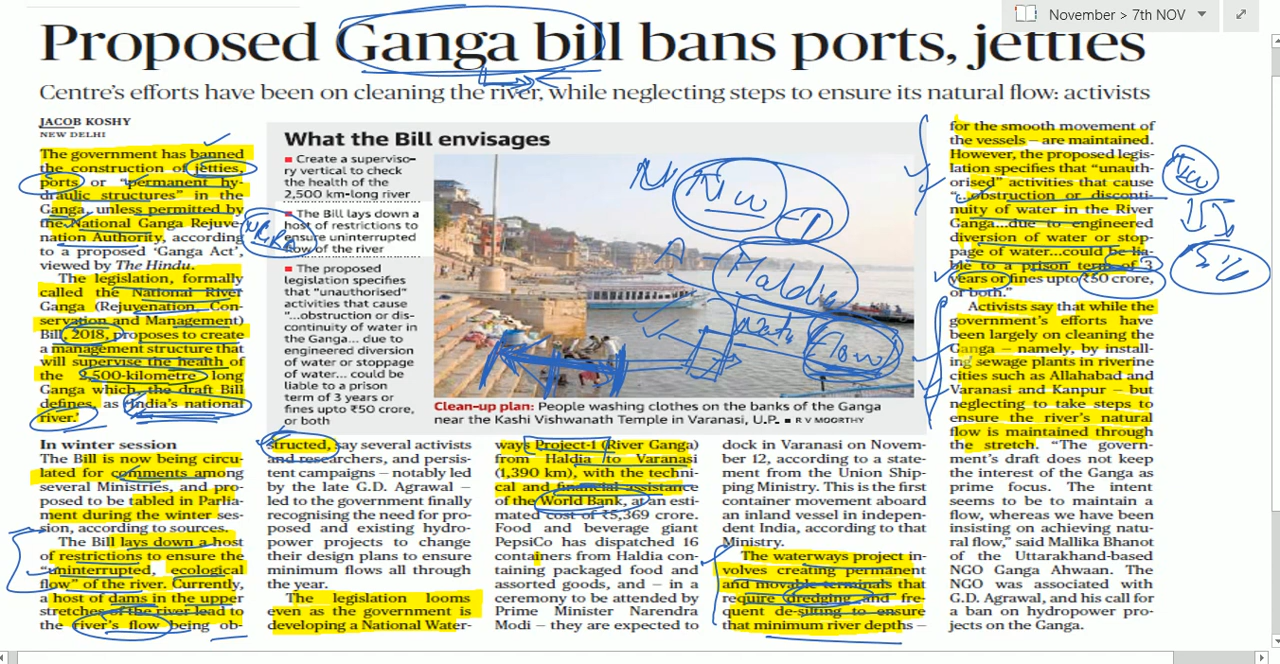 November > 7th NOV
Proposed Ganga bill bans ports, jetties
Centre's efforts have been on cleaning the river, while neglecting steps to ensure its natural flow: activists
JACOB KOSHY
NEW DELHI
The government has banned
the construction of jetties,
ports or "permanent hy-
draulic structures" in the
Ganga, unless permitted by
the National Ganga Rejuve-
nation Authority, according
to a proposed 'Ganga Act',
viewed by The Hindu.
The legislation, formally
called the National River
Ganga (Rejuvenation, Con-
servation and Management)
Bill, 2018, proposes to create
a management structure that
will supervise the health of
the 2,500-kilometre long
Ganga which, the draft Bill
defines, as 'India's national
river.'
In winter session
The Bill is now being circu-
lated for comments among
several Ministries, and pro-
posed to be tabled in Parlia-
ment during the winter ses-
sion, according to sources.
The Bill lays down a host
of restrictions to ensure the
"uninterrupted, ecological
flow" of the river. Currently,
a host of dams in the upper
stretches of the river lead to
the river's flow being ob-
What the Bill envisages
Create a superviso-
ry vertical to check
the health of the
2,500 km-long river
The Bill lays down a
host of restrictions to
ensure uninterrupted
flow of the river
The proposed
legislation specifies
that "unauthorised"
activities that cause
"...obstruction or dis-
continuity of water in
the Ganga... due to
engineered diversion
of water or stoppage
of water... could be
liable to a prison
term of 3 years or
fines upto ₹50 crore,
or both
NW-1
Haldia
Flow
Clean-up plan: People washing clothes on the banks of the Ganga
near the Kashi Vishwanath Temple in Varanasi, U.P. ■ R V MOORTHY
structed, say several activists
and researchers, and persis-
tent campaigns – notably led
by the late G.D. Agrawal –
led to the government finally
recognising the need for pro-
posed and existing hydro-
power projects to change
their design plans to ensure
minimum flows all through
the year.
The legislation looms
even as the government is
developing a National Water-
ways Project-1 (River Ganga)
from Haldia to Varanasi
(1,390 km), with the techni-
cal and financial assistance
of the World Bank, at an esti-
mated cost of ₹5,369 crore.
Food and beverage giant
PepsiCo has dispatched 16
containers from Haldia con-
taining packaged food and
assorted goods, and – in a
ceremony to be attended by
Prime Minister Narendra
Modi – they are expected to
dock in Varanasi on Novem-
ber 12, according to a state-
ment from the Union Ship-
ping Ministry. This is the first
container movement aboard
an inland vessel in indepen-
dent India, according to that
Ministry.
The waterways project in-
volves creating permanent
and movable terminals that
require dredging and fre-
quent de-silting to ensure
that minimum river depths –
for the smooth movement of
the vessels – are maintained.
However, the proposed legis-
lation specifies that "unauth-
orised" activities that cause
"...obstruction or disconti-
nuity of water in the River
Ganga...due to engineered
diversion of water or stop-
page of water...could be lia-
ble to a prison term of 3
years or fines upto ₹50 crore,
or both."
Activists say that while the
government's efforts have
been largely on cleaning the
Ganga – namely, by install-
ing sewage plants in riverine
cities such as Allahabad and
Varanasi and Kanpur – but
neglecting to take steps to
ensure the river's natural
flow is maintained through
the stretch. "The govern-
ment's draft does not keep
the interest of the Ganga as
prime focus. The intent
seems to be to maintain a
flow, whereas we have been
insisting on achieving natu-
ral flow," said Mallika Bhanot
of the Uttarakhand-based
NGO Ganga Ahwaan. The
NGO was associated with
G.D. Agrawal, and his call for
a ban on hydropower pro-
jects on the Ganga.